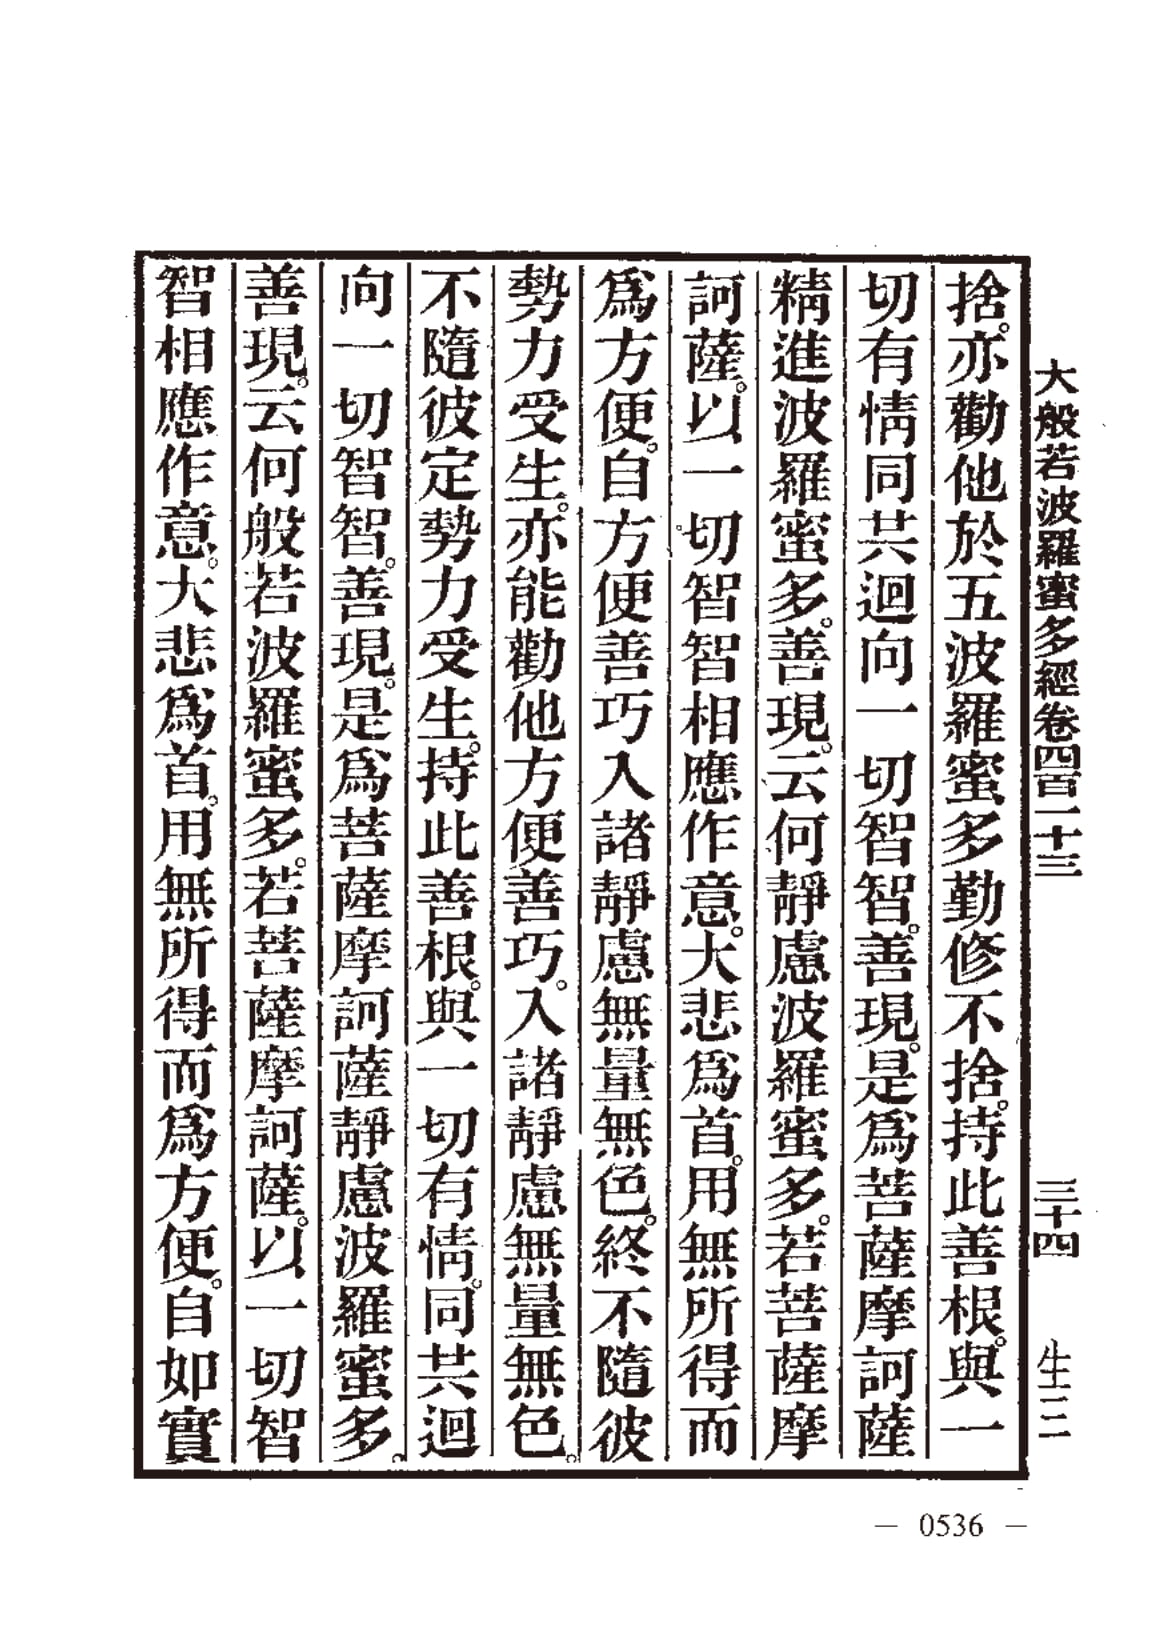 大般若波羅蜜多經卷四百一十三　三十四　生三
捨。亦勸他於五波羅蜜多勤修不捨。持此善根。與一
切有情同共迴向一切智智。善現。是爲菩薩摩訶薩
精進波羅蜜多。善現。云何靜慮波羅蜜多。若菩薩摩
訶薩。以一切智智相應作意。大悲爲首。用無所得而
爲方便。自方便善巧入諸靜慮無量無色。終不隨彼
勢力受生。亦能勸他方便善巧。入諸靜慮無量無色。
不隨彼定勢力受生。持此善根。與一切有情。同共迴
向一切智智。善現。是爲菩薩摩訶薩靜慮波羅蜜多。
善現。云何般若波羅蜜多。若菩薩摩訶薩。以一切智
智相應作意。大悲爲首。用無所得而爲方便。自如實
— 0536 —